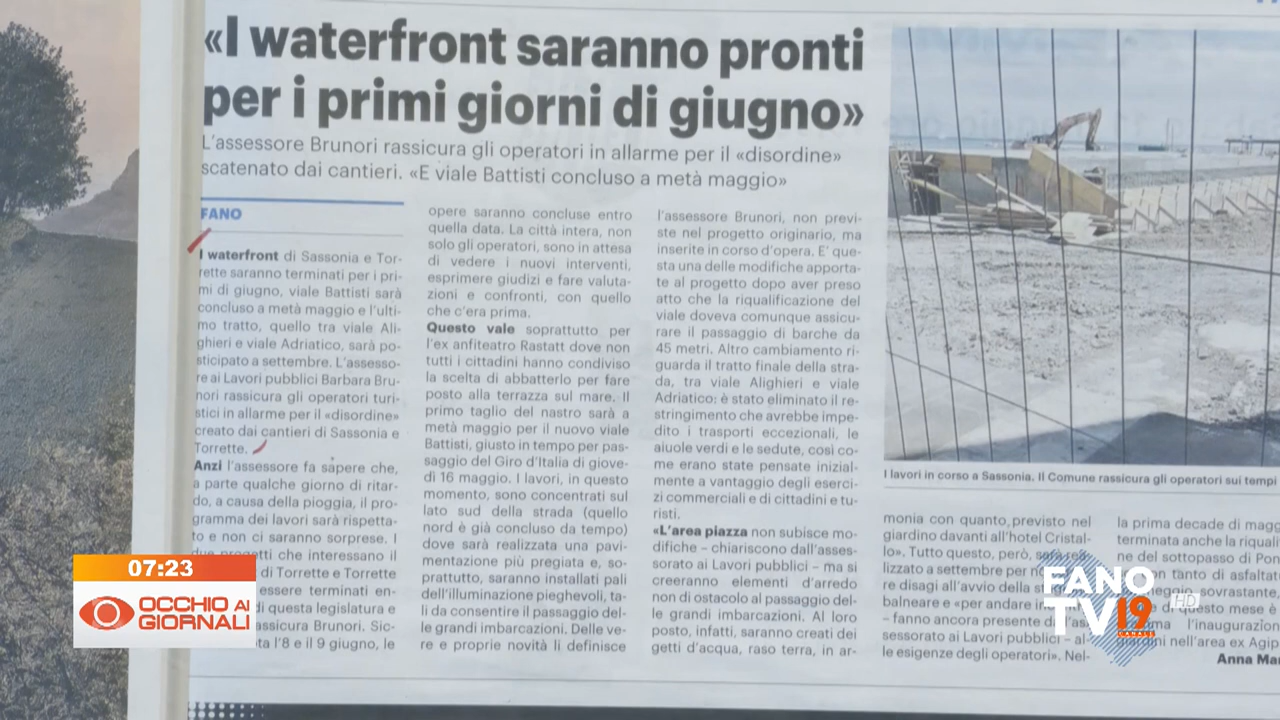 «I waterfront saranno pronti
per i primi giorni di giugno»
L'assessore Brunori rassicura gli operatori in allarme per il «disordine»
scatenato dai cantieri. «E viale Battisti concluso a metà maggio»
FANO
I waterfront di Sassonia e Tor-
rette saranno terminati per i pri-
mi di giugno, viale Battisti sarà
concluso a metà maggio e l'ulti-
mo tratto, quello tra viale Ali-
ghieri e viale Adriatico, sarà po-
sticipato a settembre. L'assesso-
re ai Lavori pubblici Barbara Bru-
nori rassicura gli operatori turi-
stici in allarme per il «disordine»
creato dai cantieri di Sassonia e
Torrette.
Anzi l'assessore fa sapere che,
a parte qualche giorno di ritar-
do, a causa della pioggia, il pro-
gramma dei lavori sarà rispetta-
to e non ci saranno sorprese. I
due progetti che interessano il
di Torrette e Torrette
essere terminati en-
di questa legislatura e
assicura Brunori. Sic-
ta l'8 e il 9 giugno, le
opere saranno concluse entro
quella data. La città intera, non
solo gli operatori, sono in attesa
di vedere i nuovi interventi,
esprimere giudizi e fare valuta-
zioni e confronti, con quello
che c'era prima.
Questo vale soprattutto per
l'ex anfiteatro Rastatt dove non
tutti i cittadini hanno condiviso
la scelta di abbatterlo per fare
posto alla terrazza sul mare. Il
primo taglio del nastro sarà a
metà maggio per il nuovo viale
Battisti, giusto in tempo per pas-
saggio del Giro d'Italia di giove-
dì 16 maggio. I lavori, in questo
momento, sono concentrati sul
lato sud della strada (quello
nord è già concluso da tempo)
dove sarà realizzata una pavi-
mentazione più pregiata e, so-
prattutto, saranno installati pali
dell'illuminazione pieghevoli, ta-
li da consentire il passaggio del-
le grandi imbarcazioni. Delle ve-
re e proprie novità li definisce
l'assessore Brunori, non previ-
ste nel progetto originario, ma
inserite in corso d'opera. E' que-
sta una delle modifiche apporta-
te al progetto dopo aver preso
atto che la riqualificazione del
viale doveva comunque assicu-
rare il passaggio di barche da
45 metri. Altro cambiamento ri-
guarda il tratto finale della stra-
da, tra viale Alighieri e viale
Adriatico: è stato eliminato il re-
stringimento che avrebbe impe-
dito i trasporti eccezionali, le
aiuole verdi e le sedute, così co-
me erano state pensate inizial-
mente a vantaggio degli eserci-
zi commerciali e di cittadini e tu-
risti.
«L'area piazza non subisce mo-
difiche – chiariscono dall'asses-
sorato ai Lavori pubblici – ma si
creeranno elementi d'arredo
non di ostacolo al passaggio del-
le grandi imbarcazioni. Al loro
posto, infatti, saranno creati dei
getti d'acqua, raso terra, in ar-
I lavori in corso a Sassonia. Il Comune rassicura gli operatori sui tempi
monia con quanto previsto nel
giardino davanti all'hotel Cristal-
lo». Tutto questo, però, sarà rea-
lizzato a settembre per
re disagi all'avvio della
balneare e «per andare in
– fanno ancora presente
sessorato ai Lavori pubblici – al-
le esigenze degli operatori». Nel-
la prima decade di magg
terminata anche la riquali
ne del sottopasso di Pon
on tanto di asfaltat
sovrastante,
esto mese è
l'inaugurazion
nell'area ex Agip
Anna Mar
07:23
OCCHIO AI
GIORNALI
FANO
TV19
CANALE
HD